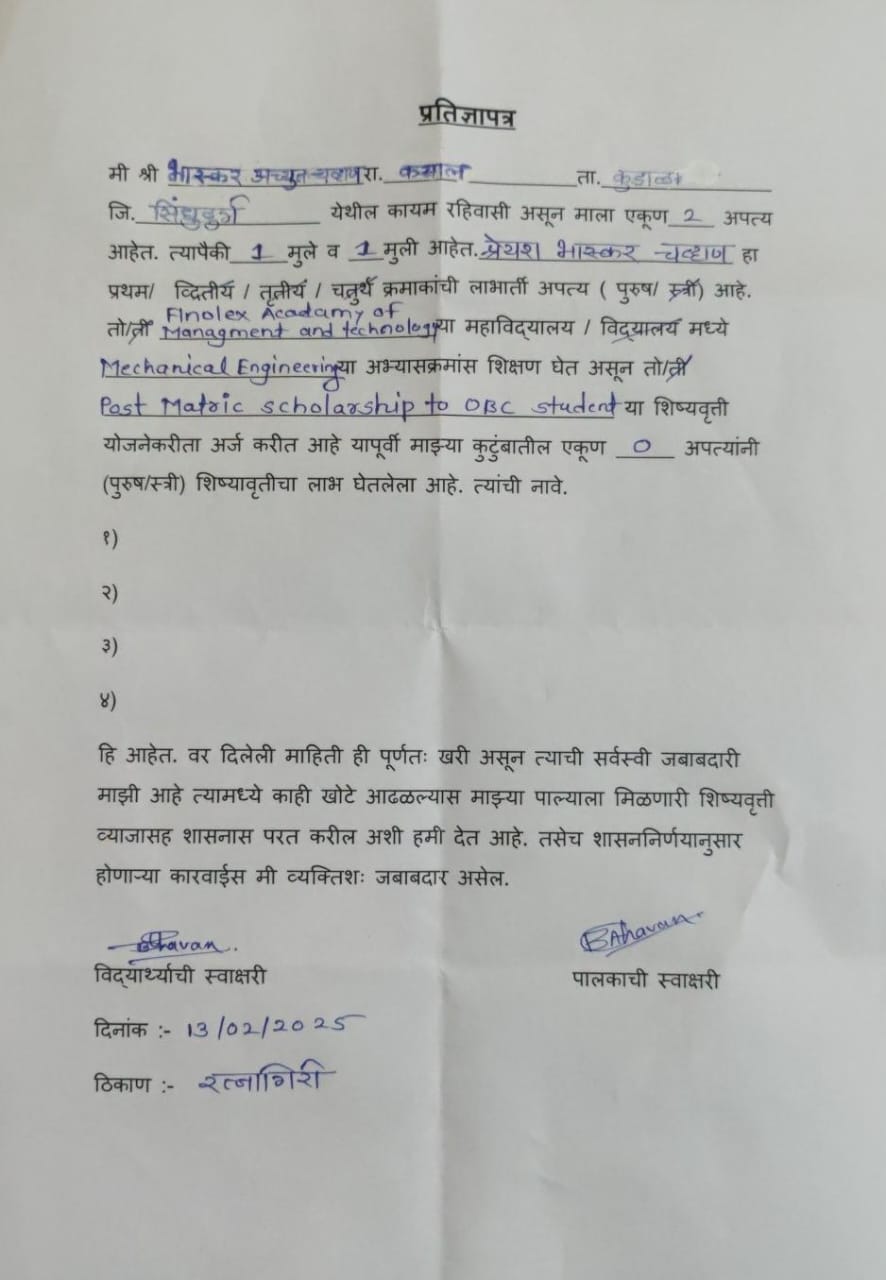 प्रतिज्ञापत्र
मी श्री भास्कर अच्युत चव्हाण रा. कसाल ता. कुडाळ
जि. सिंधुदुर्ग येथील कायम रहिवासी असून माला एकूण 2 अपत्य
आहेत. त्यापैकी 1 मुले व 1 मुली आहेत. प्रेयश भास्कर चव्हाण हा
प्रथम/ व्दितीय / तृतीय / चतुर्थ क्रमाकांची लाभार्ती अपत्य ( पुरुष/ स्त्री) आहे.
Finolex Acadamy of
तो/ती Managment and technology या महाविद्यालय / विद्यालय मध्ये
Mechanical Engineering या अभ्यासक्रमांस शिक्षण घेत असून तो/ती
Post Matric scholarship to OBC student या शिष्यवृत्ती
योजनेकरीता अर्ज करीत आहे यापूर्वी माझ्या कुटुंबातील एकूण 0 अपत्यांनी
(पुरुष/स्त्री) शिष्यावृतीचा लाभ घेतलेला आहे. त्यांची नावे.
१)
२)
३)
४)
हि आहेत. वर दिलेली माहिती ही पूर्णतः खरी असून त्याची सर्वस्वी जबाबदारी
माझी आहे त्यामध्ये काही खोटे आढळल्यास माझ्या पाल्याला मिळणारी शिष्यवृत्ती
व्याजासह शासनास परत करील अशी हमी देत आहे. तसेच शासननिर्णयानुसार
होणाऱ्या कारवाईस मी व्यक्तिशः जबाबदार असेल.
विद्यार्थ्याची स्वाक्षरी
पालकाची स्वाक्षरी
दिनांक :- 13/02/2025
ठिकाण :- रत्नागिरी